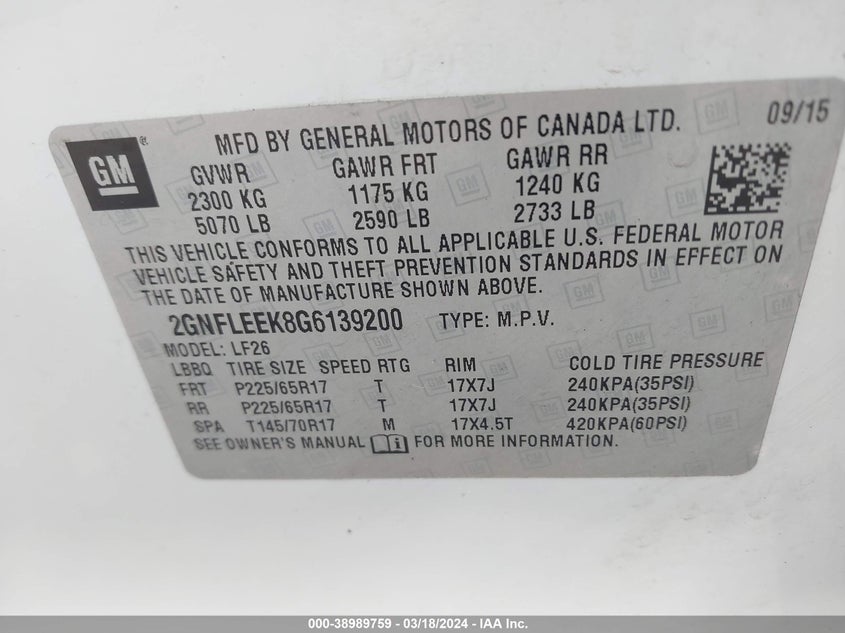 09/15
MFD BY GENERAL MOTORS OF CANADA LTD.
GM
GVWR GAWR FRT GAWR RR
2300 KG 1175 KG 1240 KG
5070 LB 2590 LB 2733 LB
THIS VEHICLE CONFORMS TO ALL APPLICABLE U.S. FEDERAL MOTOR
VEHICLE SAFETY AND THEFT PREVENTION STANDARDS IN EFFECT ON
THE DATE OF MANUFACTURE SHOWN ABOVE.
2GNFLEEK8G6139200 TYPE: M.P.V.
MODEL: LF26
LBBQ TIRE SIZE SPEED RTG RIM COLD TIRE PRESSURE
FRT P225/65R17 T 17X7J 240KPA(35PSI)
RR P225/65R17 T 17X7J 240KPA(35PSI)
SPA T145/70R17 M 17X4.5T 420KPA(60PSI)
SEE OWNER'S MANUAL FOR MORE INFORMATION.
000-38989759 - 03/18/2024 - IAA Inc.